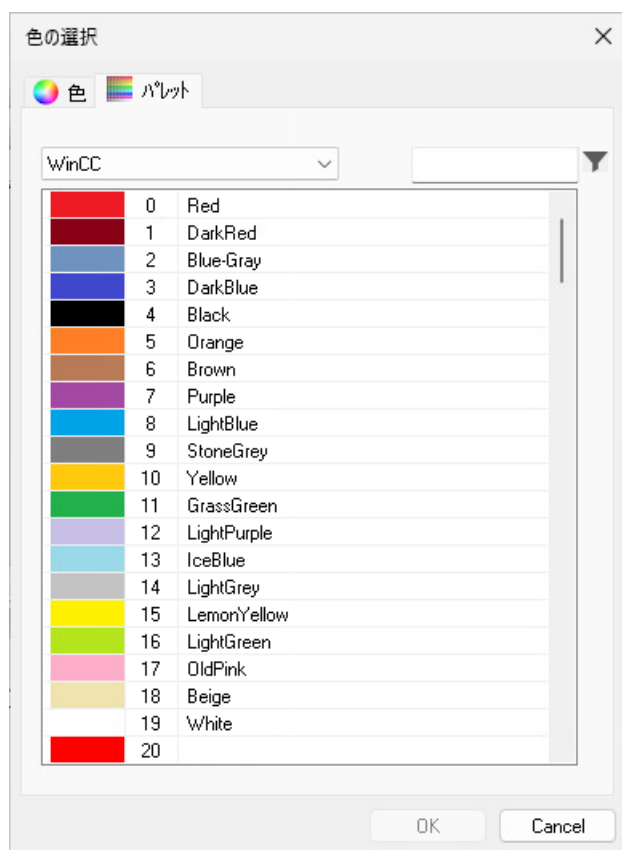 色の選択
色 パレット
WinCC
0 Red
1 DarkRed
2 Blue-Gray
3 DarkBlue
4 Black
5 Orange
6 Brown
7 Purple
8 LightBlue
9 StoneGrey
10 Yellow
11 GrassGreen
12 LightPurple
13 IceBlue
14 LightGrey
15 LemonYellow
16 LightGreen
17 OldPink
18 Beige
19 White
20
OK Cancel